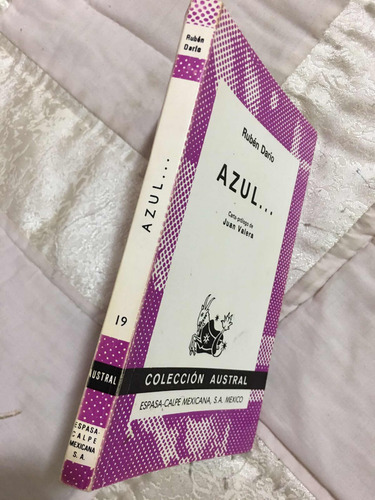 Rubén
Darío
AZUL...
19
USTRAL
ESPASA-
CALPE
MEXICANA
S. A.
Rubén Darío
AZUL...
Carta prólogo de
Juan Valera
COLECCIÓN AUSTRAL
ESPASA-CALPE MEXICANA, S.A. MEXICO